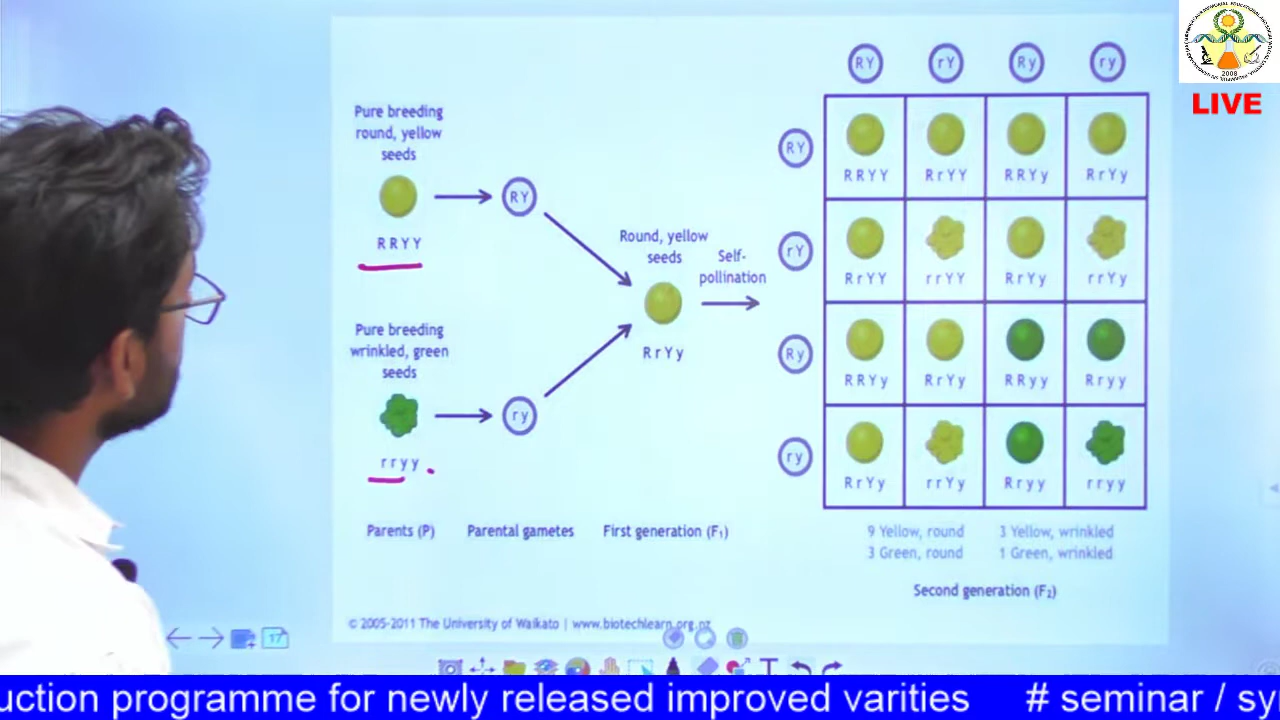 LIVE
RY rY Ry ry
Pure breeding
round, yellow
seeds
RRYY
RY
Pure breeding
wrinkled, green
seeds
rryy
ry
Round, yellow
seeds
RrYy
Self-
pollination
RY
RRYY RrYY RRYy RrYy
rY
RrYY rrYY RrYy rrYy
Ry
RRYy RrYy RRyy Rryy
ry
RrYy rrYy Rryy rryy
Parents (P) Parental gametes First generation (F₁)
9 Yellow, round 3 Yellow, wrinkled
3 Green, round 1 Green, wrinkled
Second generation (F₂)
© 2005-2011 The University of Waikato | www.biotechlearn.org.nz
17
T
2008
uction programme for newly released improved varities # seminar / sy